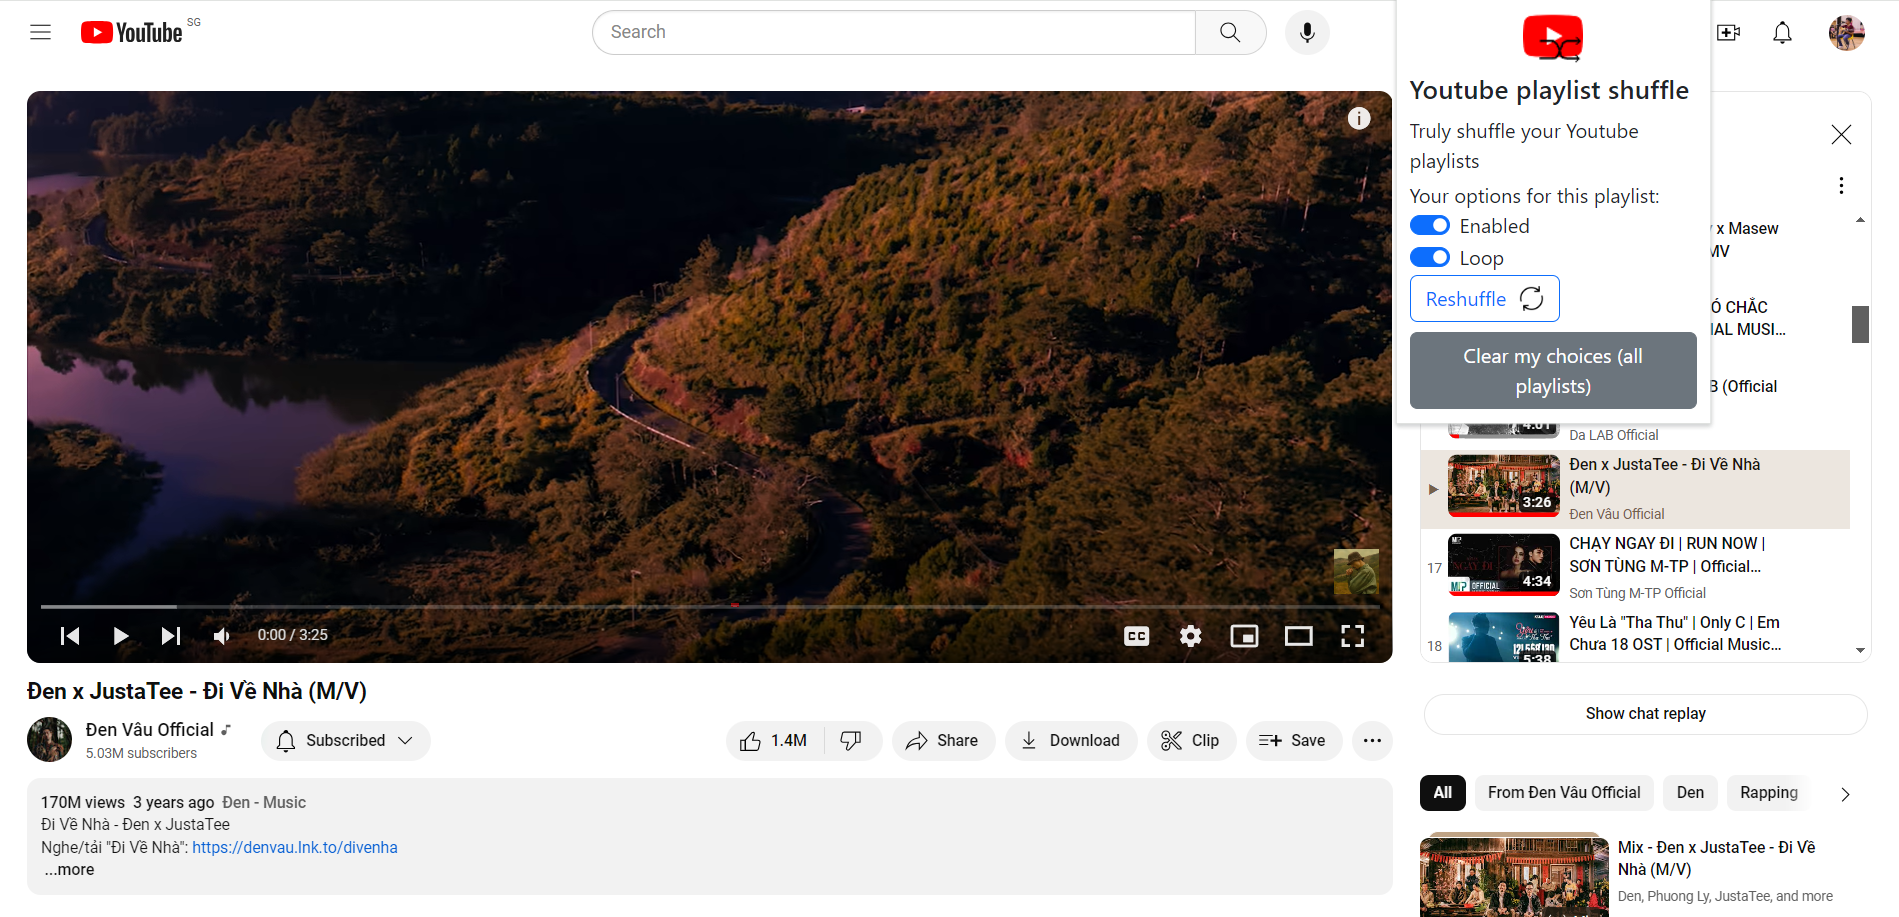 YouTube SG
Search
Youtube playlist shuffle
Truly shuffle your Youtube
playlists
Your options for this playlist:
Enabled
Loop
Reshuffle
Clear my choices (all
playlists)
x Masew
MV
Ó CHẮC
IAL MUSI...
B (Official
4:01
Da LAB Official
Đen x JustaTee - Đi Về Nhà
(M/V)
3:26
Đen Vâu Official
17
CHẠY NGAY ĐI | RUN NOW |
SƠN TÙNG M-TP | Official...
4:34
Sơn Tùng M-TP Official
18
Yêu Là "Tha Thu" | Only C | Em
Chưa 18 OST | Official Music...
5:38
0:00 / 3:25
CC
Đen x JustaTee - Đi Về Nhà (M/V)
Đen Vâu Official
5.03M subscribers
Subscribed
1.4M
Share
Download
Clip
Save
170M views 3 years ago Đen - Music
Đi Về Nhà - Đen x JustaTee
Nghe/tải "Đi Về Nhà": https://denvau.lnk.to/divenha
...more
Show chat replay
All
From Đen Vâu Official
Den
Rapping
Mix - Đen x JustaTee - Đi Về
Nhà (M/V)
Den, Phuong Ly, JustaTee, and more